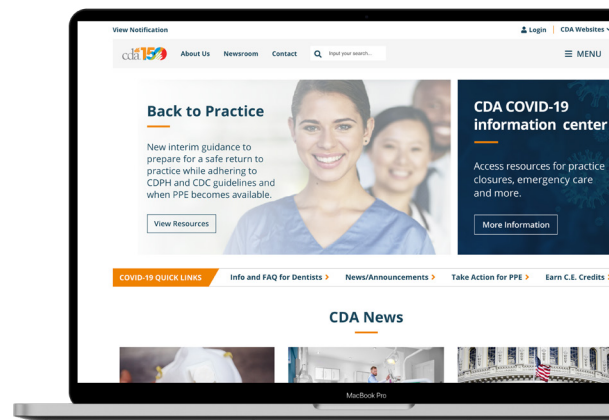 View Notification
Login
CDA Websites
cda 150
About Us
Newsroom
Contact
Input your search...
MENU
Back to Practice
New interim guidance to
prepare for a safe return to
practice while adhering to
CDPH and CDC guidelines and
when PPE becomes available.
View Resources
CDA COVID-19
information center
Access resources for practice
closures, emergency care
and more.
More Information
COVID-19 QUICK LINKS
Info and FAQ for Dentists
News/Announcements
Take Action for PPE
Earn C.E. Credits
CDA News
MacBook Pro